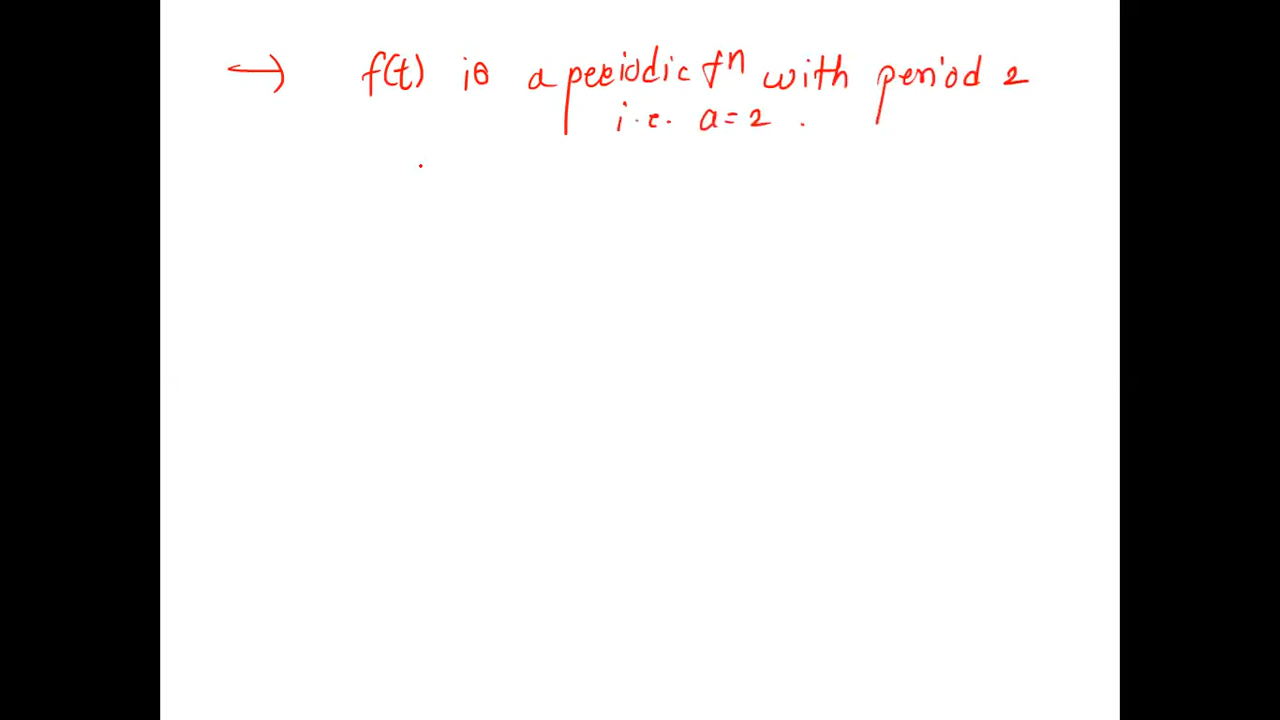 → f(t) is a periodic fⁿ with period 2
i.e. a = 2 .